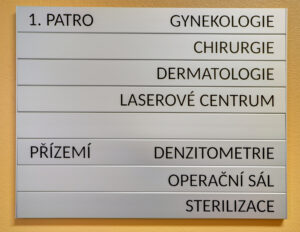 1. PATRO GYNEKOLOGIE
CHIRURGIE
DERMATOLOGIE
LASEROVÉ CENTRUM
PŘÍZEMÍ DENZITOMETRIE
OPERAČNÍ SÁL
STERILIZACE